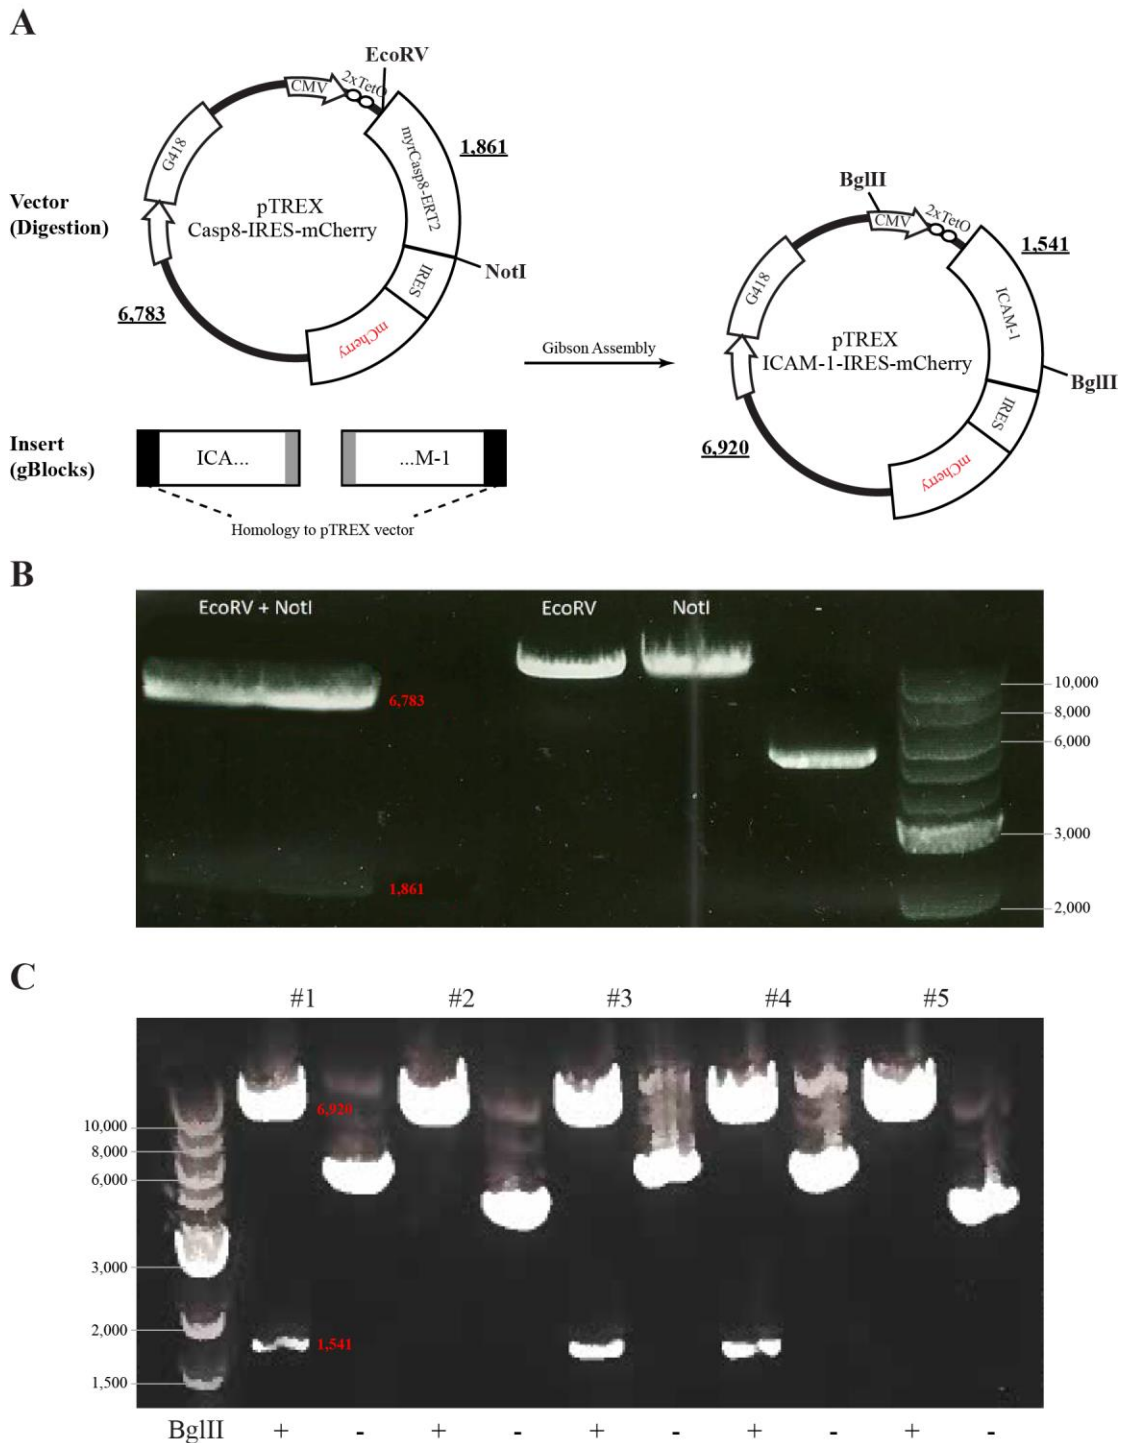 A
EcoRV
CMV
2xTetO
myrCasp8-ERT2
1,861
G418
Vector
(Digestion)
pTREX
Casp8-IRES-mCherry
NotI
IRES
mCherry
6,783
Gibson Assembly
BglII
CMV
2xTetO
1,541
ICAM-1
G418
pTREX
ICAM-1-IRES-mCherry
BglII
IRES
mCherry
6,920
Insert
(gBlocks)
ICA...
...M-1
Homology to pTREX vector
B
EcoRV + NotI
EcoRV
NotI
-
6,783
1,861
10,000
8,000
6,000
3,000
2,000
C
#1
#2
#3
#4
#5
6,920
1,541
10,000
8,000
6,000
3,000
2,000
1,500
BglII + - + - + - + - + -